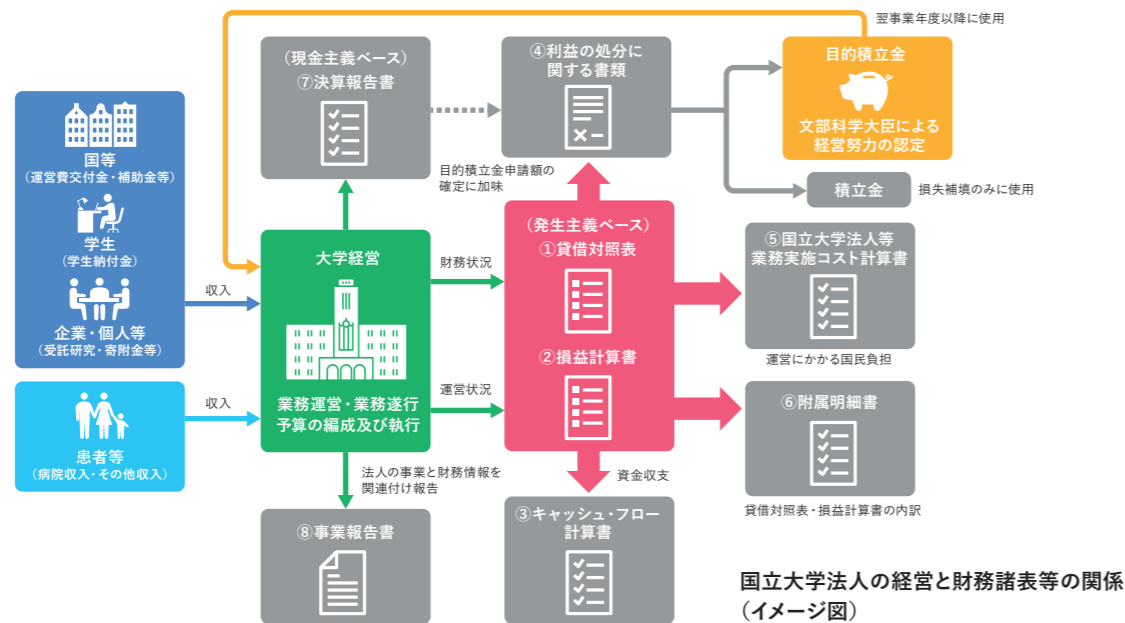 翌事業年度以降に使用
(現金主義ベース)
⑦決算報告書
④利益の処分に
関する書類
目的積立金
文部科学大臣による
経営努力の認定
国等
(運営費交付金・補助金等)
学生
(学生納付金)
企業・個人等
(受託研究・寄附金等)
収入
目的積立金申請額の
確定に加味
積立金
損失補填のみに使用
大学経営
業務運営・業務遂行
予算の編成及び執行
財務状況
運営状況
(発生主義ベース)
①貸借対照表
②損益計算書
⑤国立大学法人等
業務実施コスト計算書
運営にかかる国民負担
患者等
(病院収入・その他収入)
収入
⑥附属明細書
貸借対照表・損益計算書の内訳
法人の事業と財務情報を
関連付け報告
資金収支
⑧事業報告書
③キャッシュ・フロー
計算書
国立大学法人の経営と財務諸表等の関係
(イメージ図)